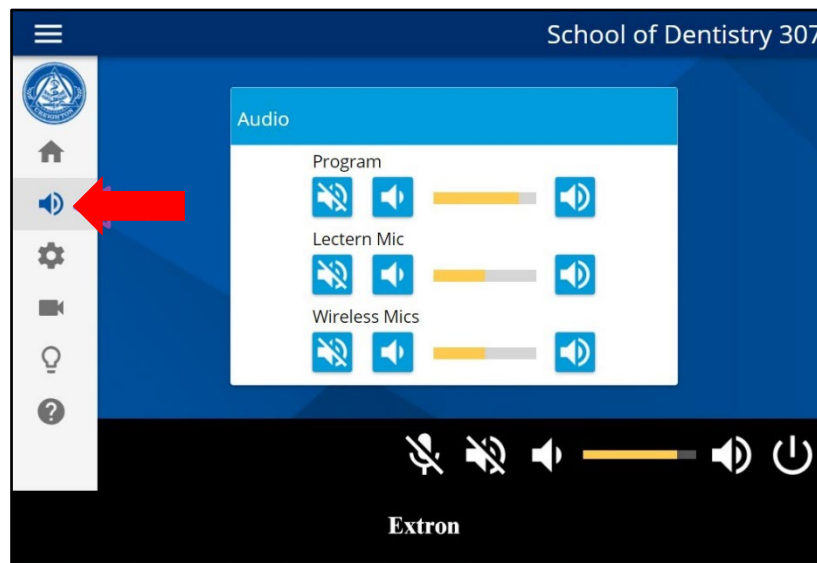 School of Dentistry 307
Audio
Program
Lectern Mic
Wireless Mics
Extron